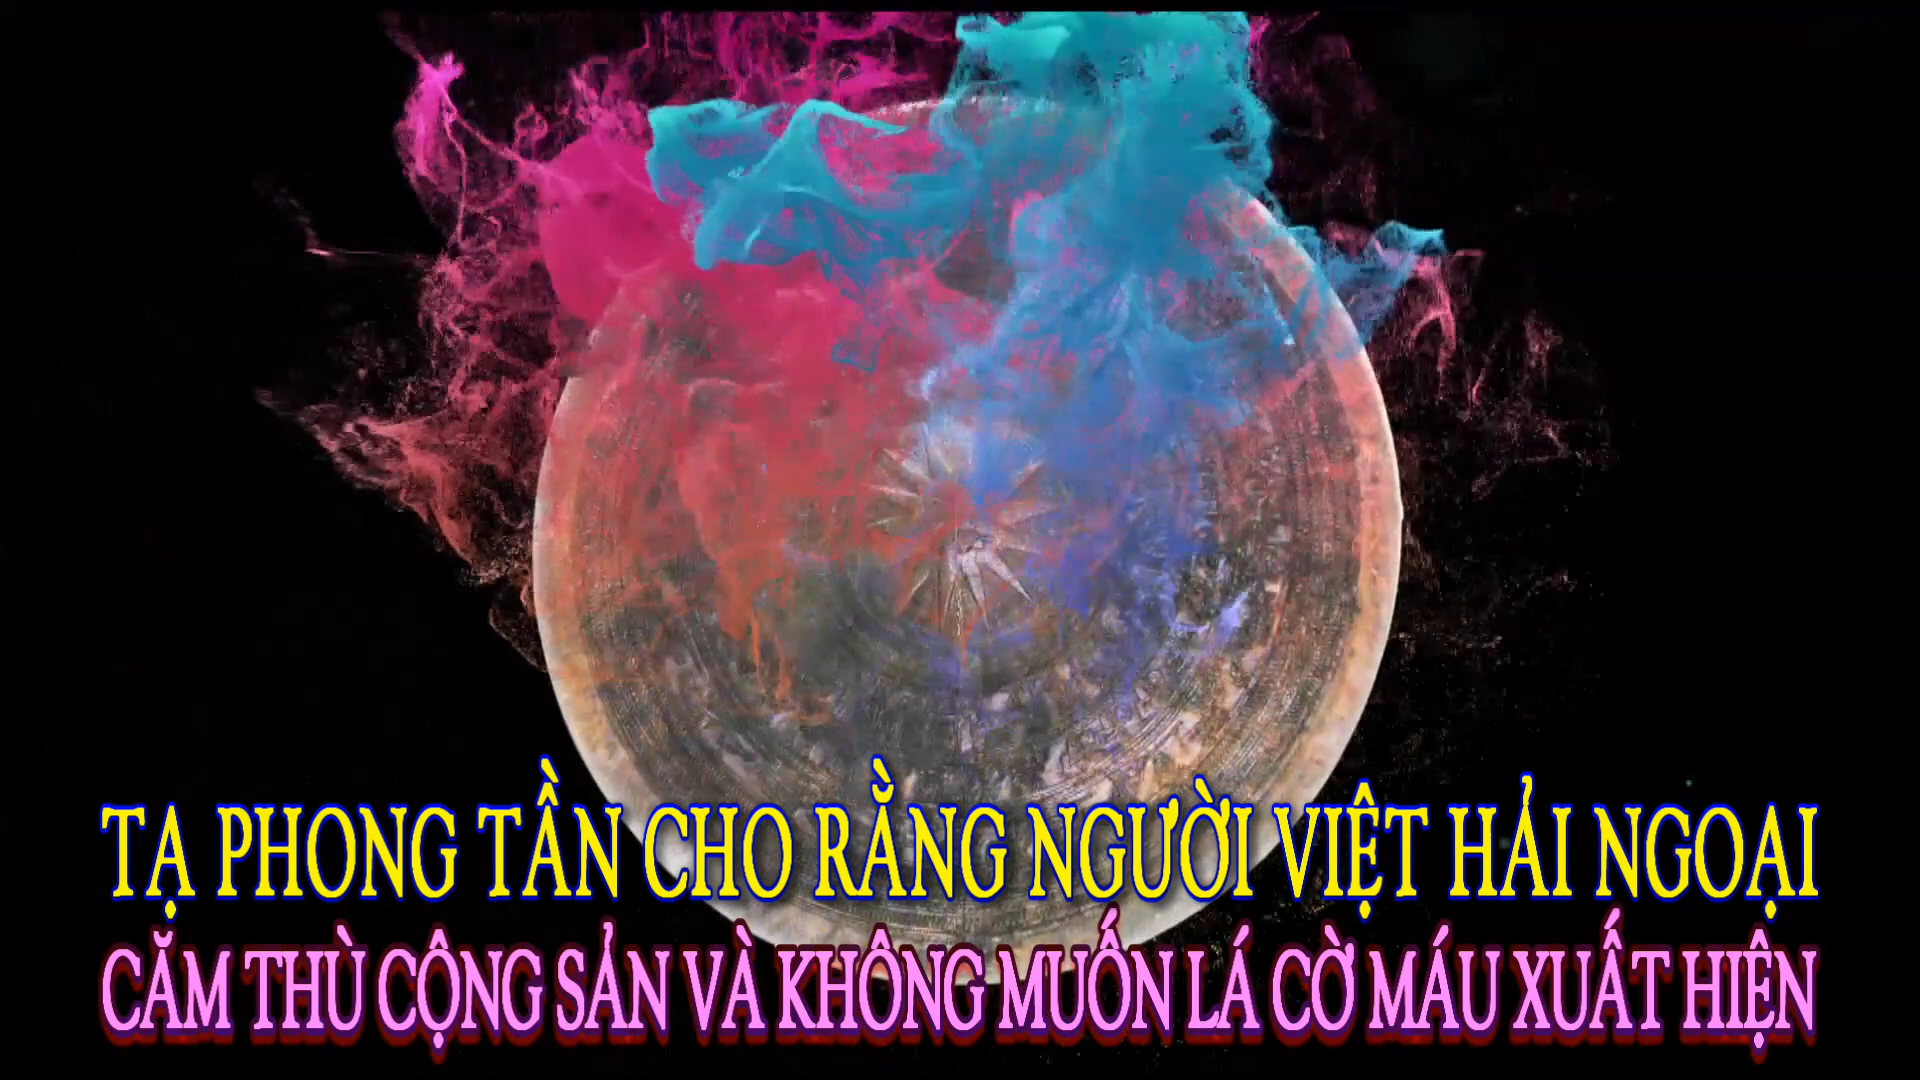 TẠ PHONG TẦN CHO RẰNG NGƯỜI VIỆT HẢI NGOẠI
CĂM THÙ CỘNG SẢN VÀ KHÔNG MUỐN LÁ CỜ MÁU XUẤT HIỆN